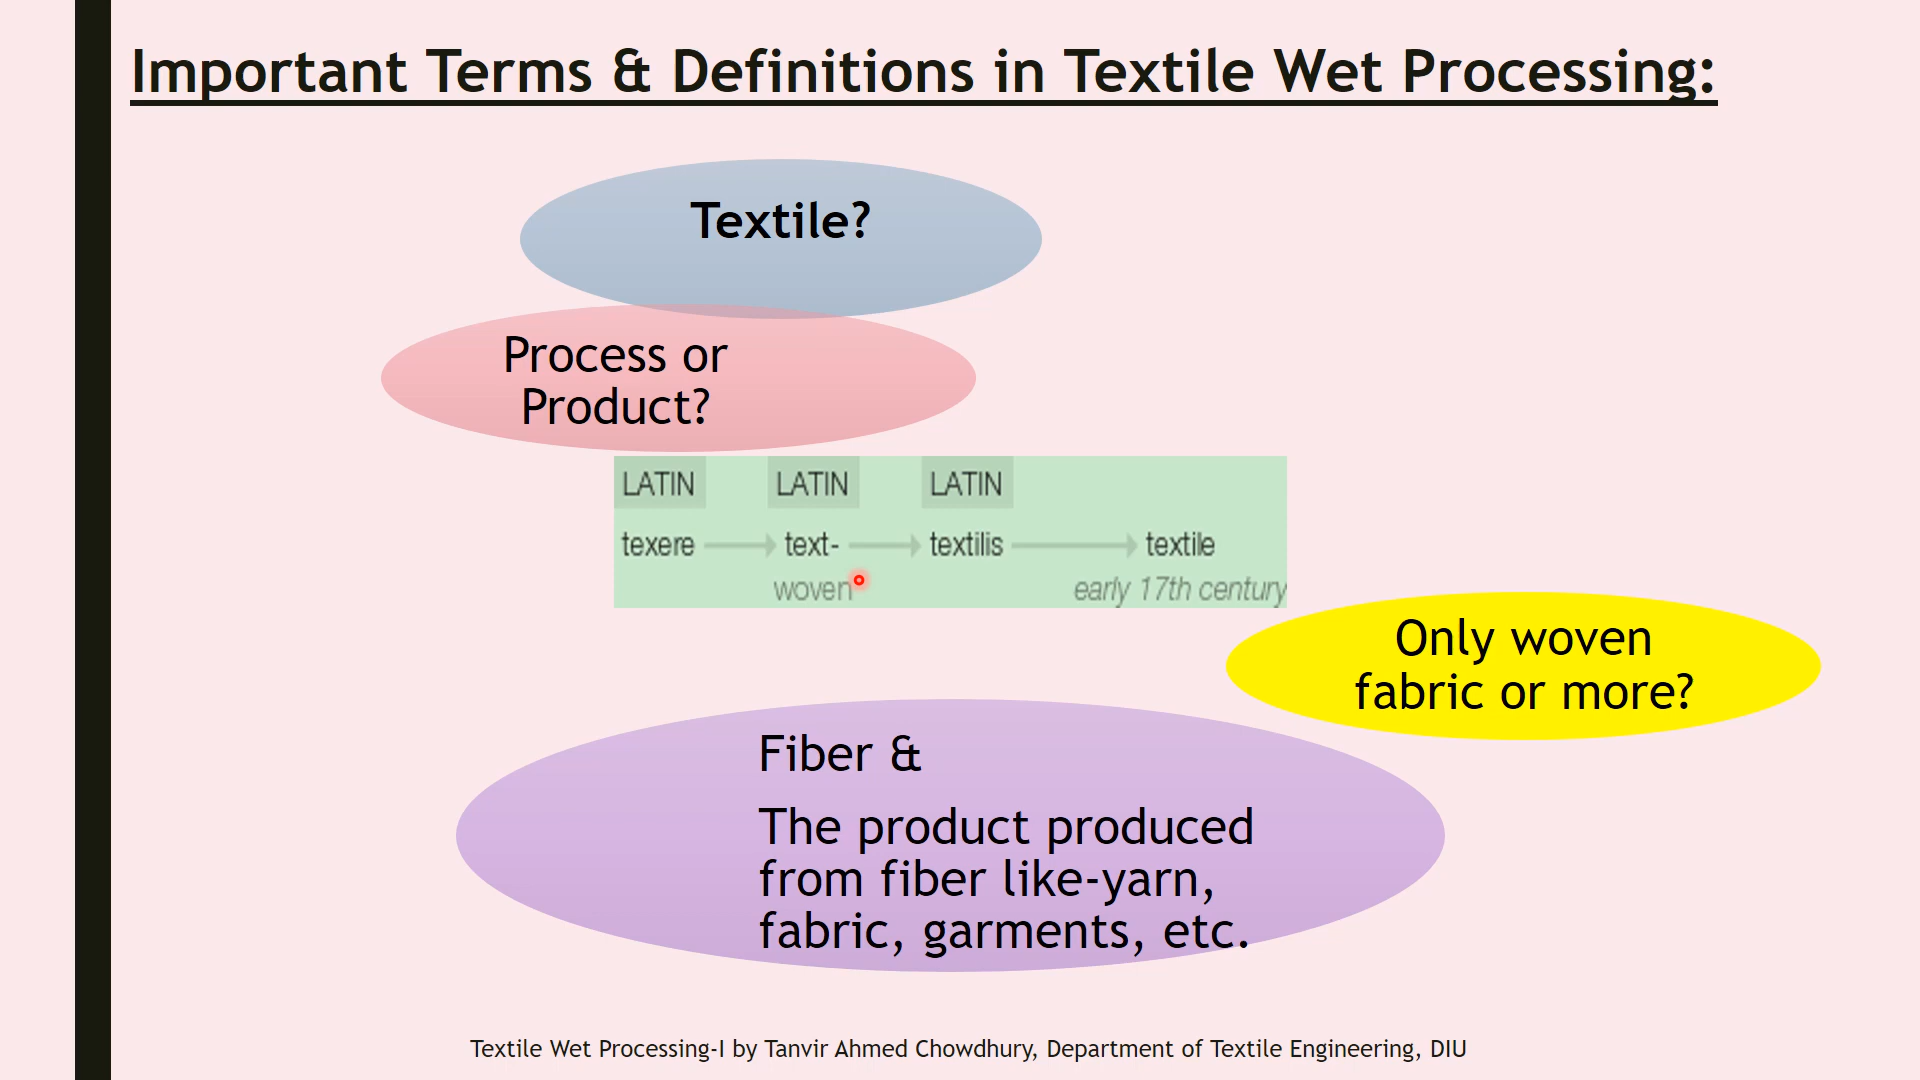 Important Terms & Definitions in Textile Wet Processing:
Textile?
Process or
Product?
LATIN LATIN LATIN
texere text- textilis textile
woven early 17th century
Only woven
fabric or more?
Fiber &
The product produced
from fiber like-yarn,
fabric, garments, etc.
Textile Wet Processing-I by Tanvir Ahmed Chowdhury, Department of Textile Engineering, DIU